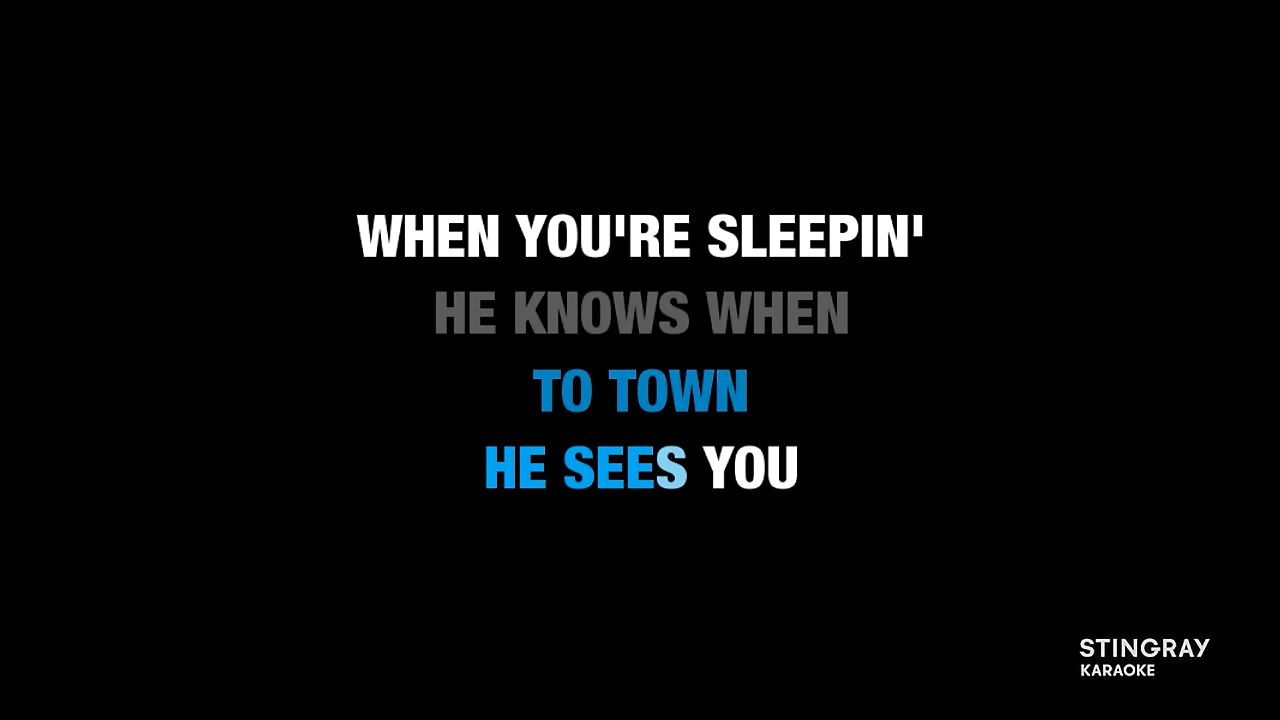 WHEN YOU'RE SLEEPIN'
HE KNOWS WHEN
TO TOWN
HE SEES YOU
STINGRAY
KARAOKE